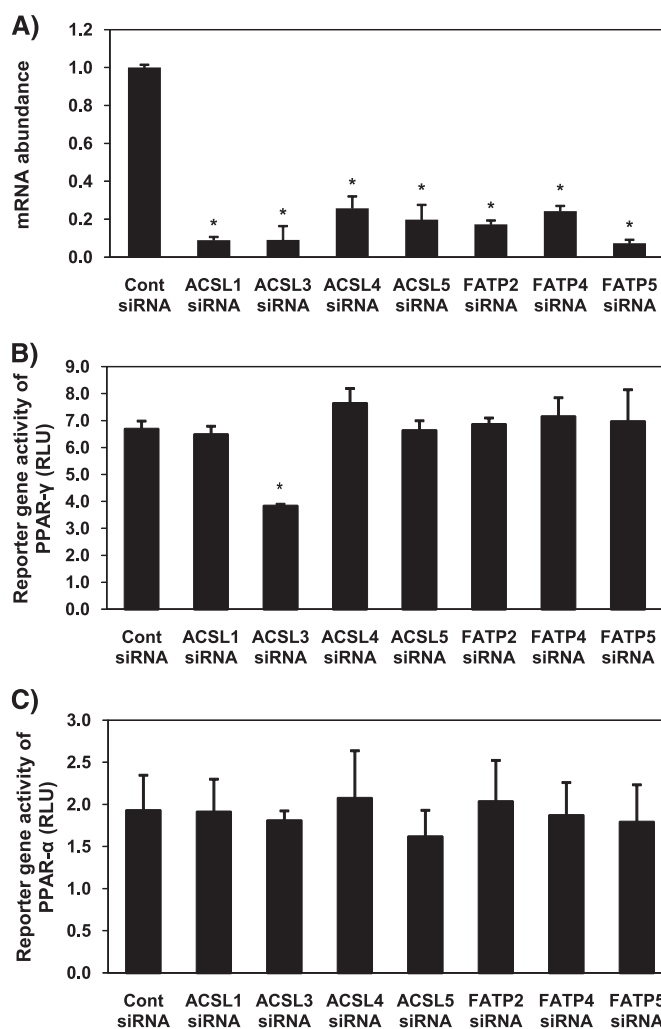 A)
mRNA abundance
1.2
1.0
0.8
0.6
0.4
0.2
0.0
* * * * * * *
Cont ACSL1 ACSL3 ACSL4 ACSL5 FATP2 FATP4 FATP5
siRNA siRNA siRNA siRNA siRNA siRNA siRNA siRNA
B)
Reporter gene activity of
PPAR-γ (RLU)
9.0
8.0
7.0
6.0
5.0
4.0
3.0
2.0
1.0
0.0
*
Cont ACSL1 ACSL3 ACSL4 ACSL5 FATP2 FATP4 FATP5
siRNA siRNA siRNA siRNA siRNA siRNA siRNA siRNA
C)
Reporter gene activity of
PPAR-α (RLU)
3.0
2.5
2.0
1.5
1.0
0.5
0.0
Cont ACSL1 ACSL3 ACSL4 ACSL5 FATP2 FATP4 FATP5
siRNA siRNA siRNA siRNA siRNA siRNA siRNA siRNA